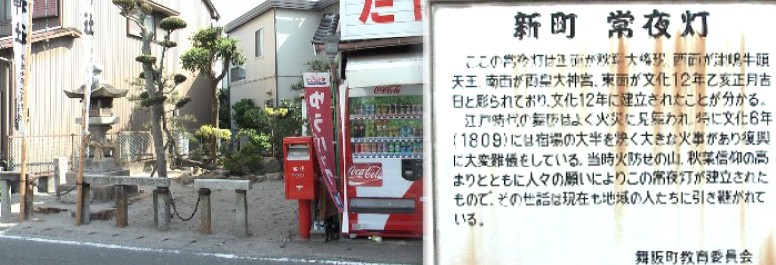 社
社
た
ゆうパック
Coca-Cola
Coca-Cola
新町 常夜灯
ここの常夜灯は正面が秋葉大権現、西面が津嶋牛頭
天王、南面が両皇大神宮、東面が文化12年乙亥正月吉
日と彫られており、文化12年に建立されたことが分かる。
江戸時代の舞阪はよく火災に見舞われ、特に文化6年
(1809)には宿場の大半を焼く大きな火事があり復興
に大変難儀をしている。当時火防せの山、秋葉信仰の高
まりとともに人々の願いによりこの常夜灯が建立された
もので、その世話は現在も地域の人たちに引き継がれて
いる。
舞阪町教育委員会